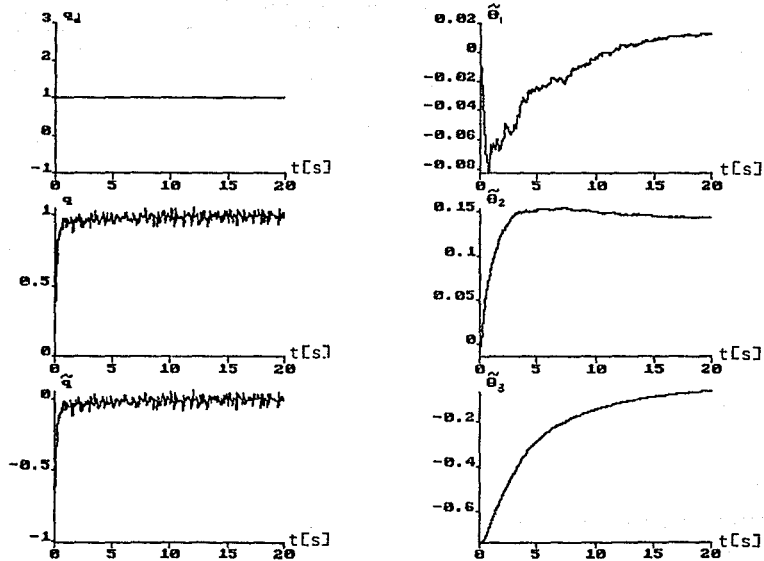 3 q_d
2
1
0
-1
0 5 10 15 20 t[s]
1 q
0.5
0
0 5 10 15 20 t[s]
0 q̃
-0.5
-1
0 5 10 15 20 t[s]
0.02 θ̃₁
0
-0.02
-0.04
-0.06
-0.08
0 5 10 15 20 t[s]
0.15 θ̃₂
0.1
0.05
0
0 5 10 15 20 t[s]
θ̃₃
-0.2
-0.4
-0.6
0 5 10 15 20 t[s]